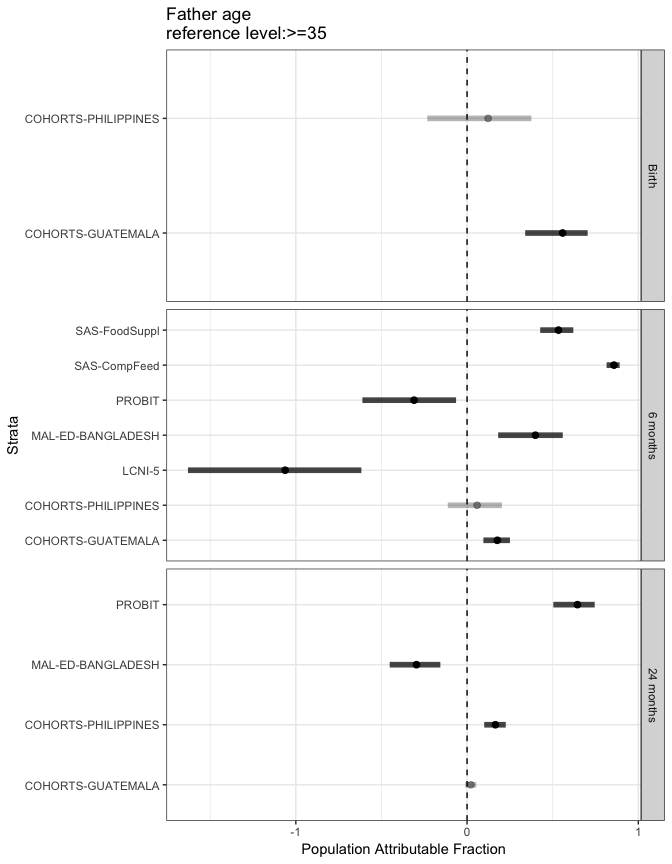 Father age
reference level:>=35
COHORTS-PHILIPPINES
COHORTS-GUATEMALA
Birth
SAS-FoodSuppl
SAS-CompFeed
PROBIT
MAL-ED-BANGLADESH
LCNI-5
COHORTS-PHILIPPINES
COHORTS-GUATEMALA
6 months
PROBIT
MAL-ED-BANGLADESH
COHORTS-PHILIPPINES
COHORTS-GUATEMALA
24 months
Strata
-1
0
1
Population Attributable Fraction